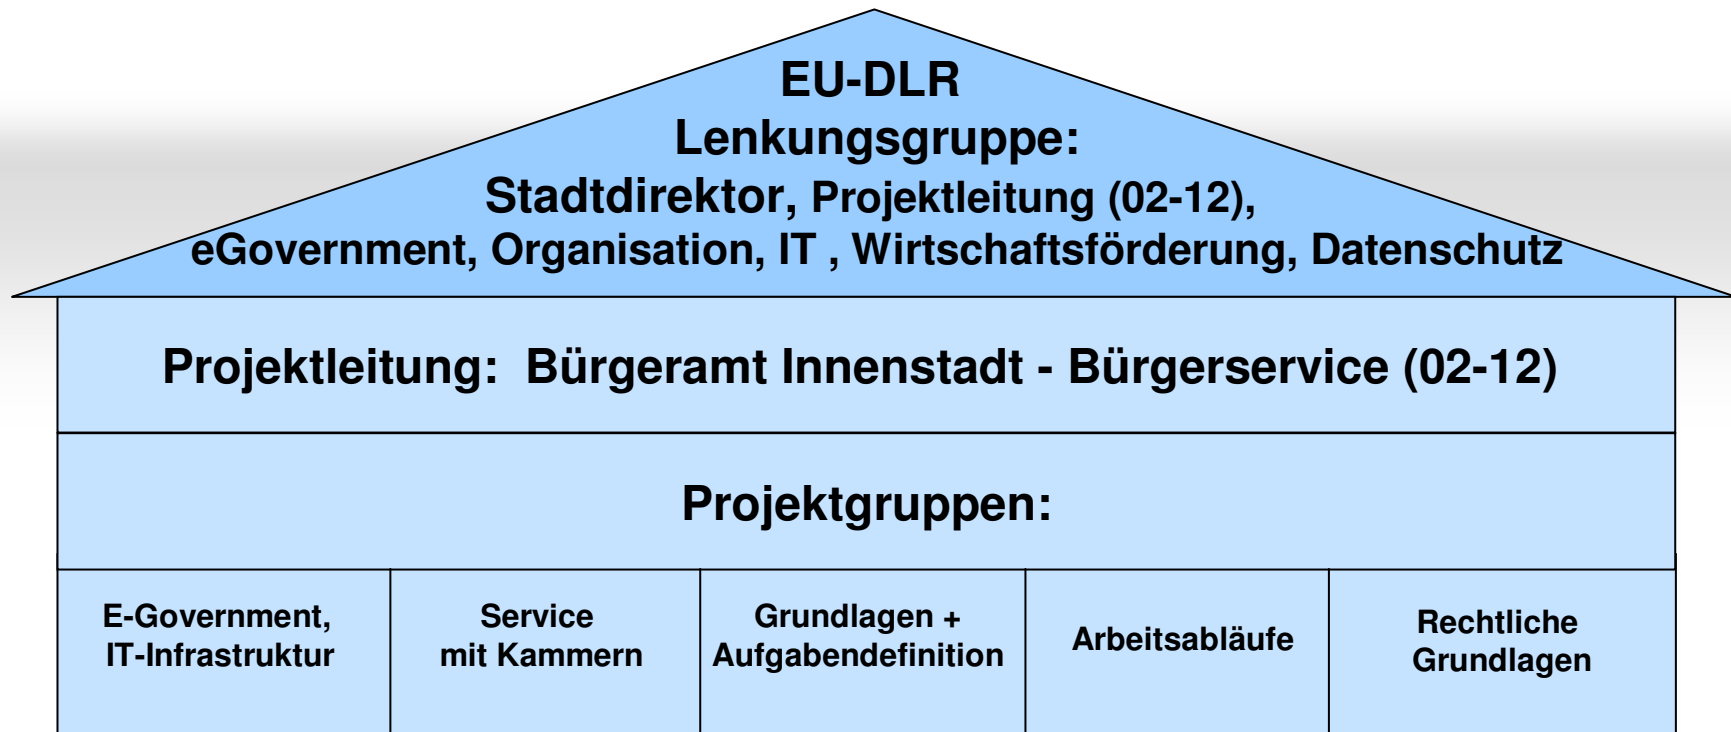 EU-DLR
Lenkungsgruppe:
Stadtdirektor, Projektleitung (02-12),
eGovernment, Organisation, IT , Wirtschaftsförderung, Datenschutz
Projektleitung: Bürgeramt Innenstadt - Bürgerservice (02-12)
Projektgruppen:
E-Government,
IT-Infrastruktur
Service
mit Kammern
Grundlagen +
Aufgabendefinition
Arbeitsabläufe
Rechtliche
Grundlagen